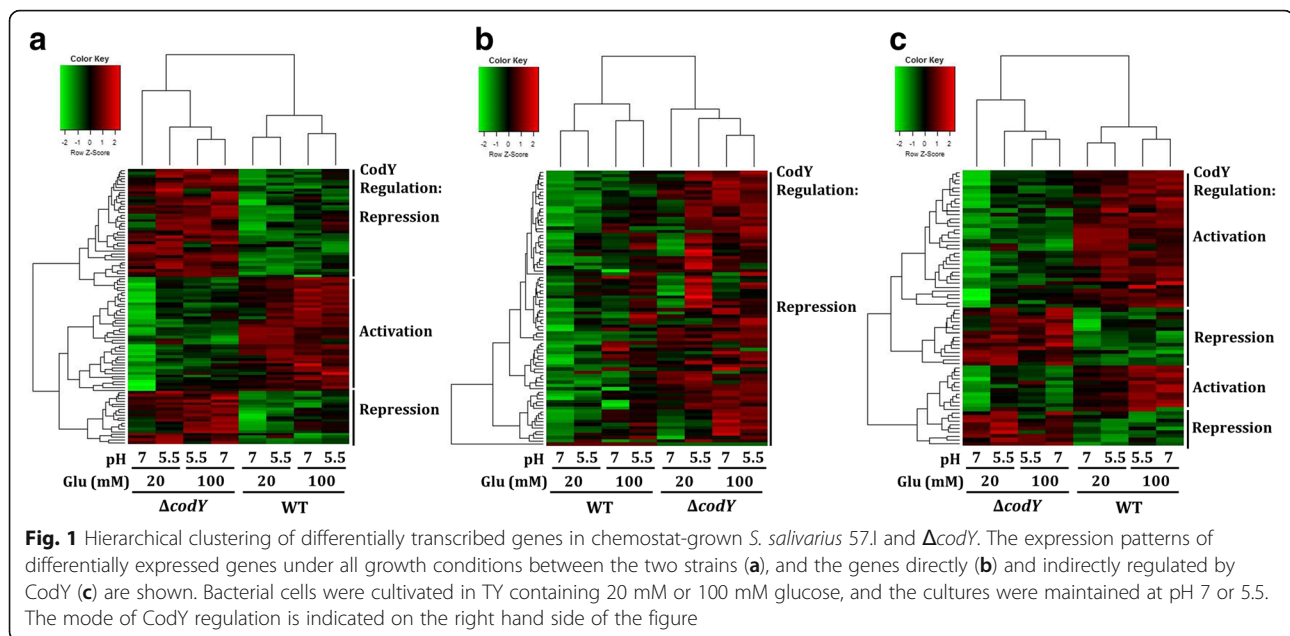 a
Color Key
-2 -1 0 1 2
Row Z-Score
CodY
Regulation:
Repression
Activation
Repression
pH 7 5.5 5.5 7 7 5.5 7 5.5
Glu (mM) 20 100 20 100
ΔcodY WT
b
Color Key
-2 -1 0 1 2
Row Z-Score
CodY
Regulation:
Repression
7 5.5 7 5.5 7 5.5 5.5 7
20 100 20 100
WT ΔcodY
c
Color Key
-2 -1 0 1 2
Row Z-Score
CodY
Regulation:
Activation
Repression
Activation
Repression
7 5.5 5.5 7 7 5.5 5.5 7
20 100 20 100
ΔcodY WT
Fig. 1 Hierarchical clustering of differentially transcribed genes in chemostat-grown S. salivarius 57.I and ΔcodY. The expression patterns of
differentially expressed genes under all growth conditions between the two strains (a), and the genes directly (b) and indirectly regulated by
CodY (c) are shown. Bacterial cells were cultivated in TY containing 20 mM or 100 mM glucose, and the cultures were maintained at pH 7 or 5.5.
The mode of CodY regulation is indicated on the right hand side of the figure